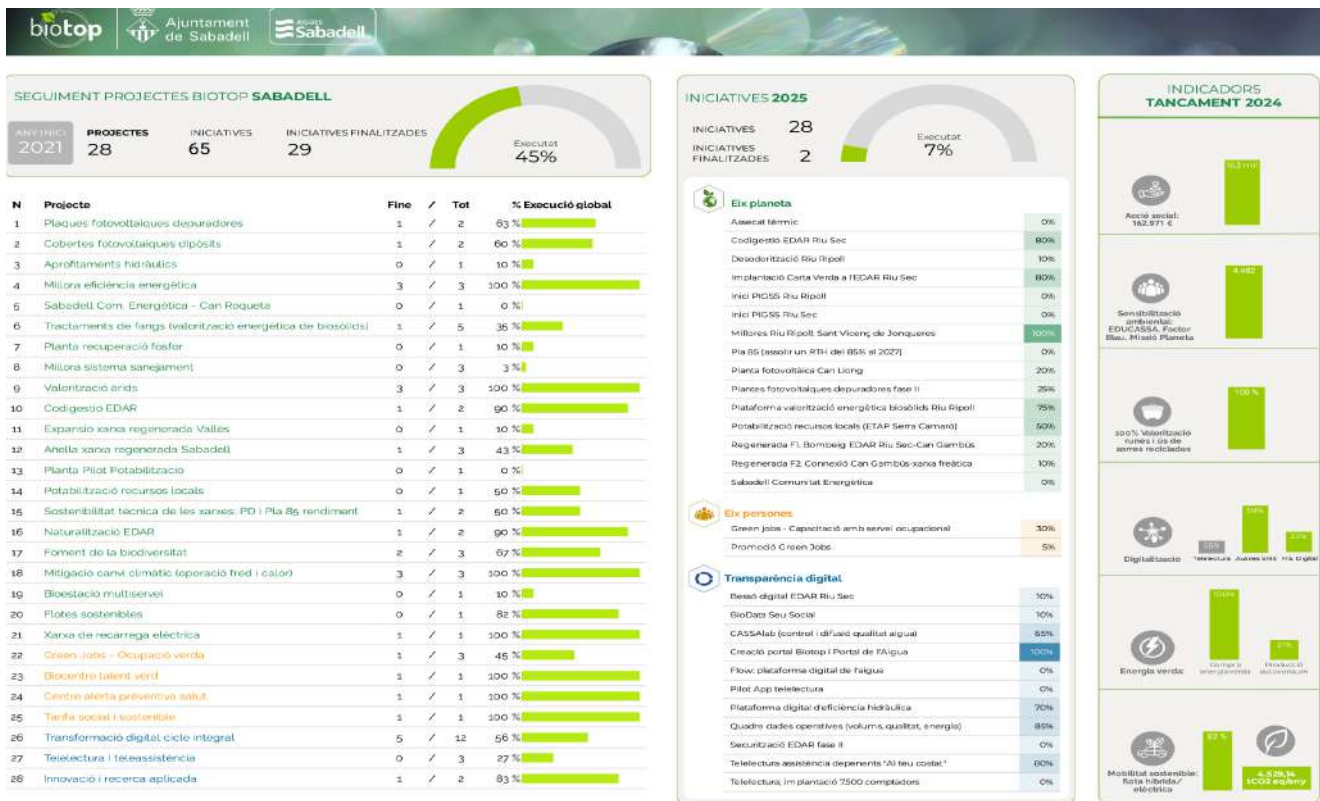 biotop
Ajuntament
de Sabadell
AIGÜES
Sabadell
SEGUIMENT PROJECTES BIOTOP SABADELL
ANY INICI
2021
PROJECTES
28
INICIATIVES
65
INICIATIVES FINALITZADES
29
Executat
45%
N Projecte Fine / Tot % Execució global
1 Plaques fotovoltaiques depuradores 1 / 2 63 %
2 Cobertes fotovoltaiques dipòsits 1 / 2 60 %
3 Aprofitaments hidràulics 0 / 1 10 %
4 Millora eficiència energètica 3 / 3 100 %
5 Sabadell Com. Energètica - Can Roqueta 0 / 1 0 %
6 Tractaments de fangs (valorització energètica de biosòlids) 1 / 5 35 %
7 Planta recuperació fosfor 0 / 1 10 %
8 Millora sistema sanejament 0 / 3 3 %
9 Valorització àrids 3 / 3 100 %
10 Codigestió EDAR 1 / 2 90 %
11 Expansió xarxa regenerada Vallès 0 / 1 10 %
12 Anella xarxa regenerada Sabadell 1 / 3 43 %
13 Planta Pilot Potabilització 0 / 1 0 %
14 Potabilització recursos locals 0 / 1 50 %
15 Sostenibilitat tècnica de les xarxes: PD i Pla 85 rendiment 1 / 2 50 %
16 Naturalització EDAR 1 / 2 90 %
17 Foment de la biodiversitat 2 / 3 67 %
18 Mitigació canvi climàtic (operació fred i calor) 3 / 3 100 %
19 Bioestació multiservei 0 / 1 10 %
20 Flotes sostenibles 0 / 1 82 %
21 Xarxa de recàrrega elèctrica 1 / 1 100 %
22 Green Jobs - Ocupació verda 1 / 3 45 %
23 Biocentre talent verd 1 / 1 100 %
24 Centre alerta preventiva salut 1 / 1 100 %
25 Tarifa social i sostenible 1 / 1 100 %
26 Transformació digital cicle integral 5 / 12 56 %
27 Telelectura i teleassistència 0 / 3 27 %
28 Innovació i recerca aplicada 1 / 2 83 %
INICIATIVES 2025
INICIATIVES 28
INICIATIVES
FINALITZADES 2
Executat
7%
Eix planeta
Assecat tèrmic 0%
Codigestió EDAR Riu Sec 80%
Desodorització Riu Ripoll 10%
Implantació Carta Verda a l'EDAR Riu Sec 80%
Inici PIGSS Riu Ripoll 0%
Inici PIGSS Riu Sec 0%
Millores Riu Ripoll. Sant Vicenç de Jonqueres 100%
Pla 85 (assolir un RTH del 85% al 2027) 0%
Planta fotovoltàica Can Llong 20%
Plantes fotovoltaiques depuradores fase II 25%
Plataforma valorització energètica biosòlids Riu Ripoll 75%
Potabilització recursos locals (ETAP Serra Camaró) 50%
Regenerada F1. Bombeig EDAR Riu Sec-Can Gambús 20%
Regenerada F2. Connexió Can Gambús-xarxa freàtica 10%
Sabadell Comunitat Energètica 0%
Eix persones
Green jobs - Capacitació amb servei ocupacional 30%
Promoció Green Jobs 5%
Transparència digital
Bessó digital EDAR Riu Sec 10%
BioData Seu Social 10%
CASSAlab (control i difusió qualitat aigua) 65%
Creació portal Biotop i Portal de l'Aigua 100%
Flow: plataforma digital de l'aigua 0%
Pilot App telelectura 0%
Plataforma digital d'eficiència hidràulica 70%
Quadre dades operatives (volums, qualitat, energia) 85%
Securització EDAR fase II 0%
Telelectura assistència depenents "Al teu costat" 80%
Telelectura; implantació 7.500 comptadors 0%
INDICADORS
TANCAMENT 2024
Acció social:
162.971 €
4.482
Sensibilització
ambiental:
EDUCASSA, Factor
Blau, Missió Planeta
100 %
100% Valorització
runes i ús de
sorres reciclades
Digitalització
Telelectura
100%
21%
Energia verda:
Compra
energia verda
Producció
autoconsum
82 %
Mobilitat sostenible:
flota híbrida/
elèctrica
4.529,14
tCO2 eq/any